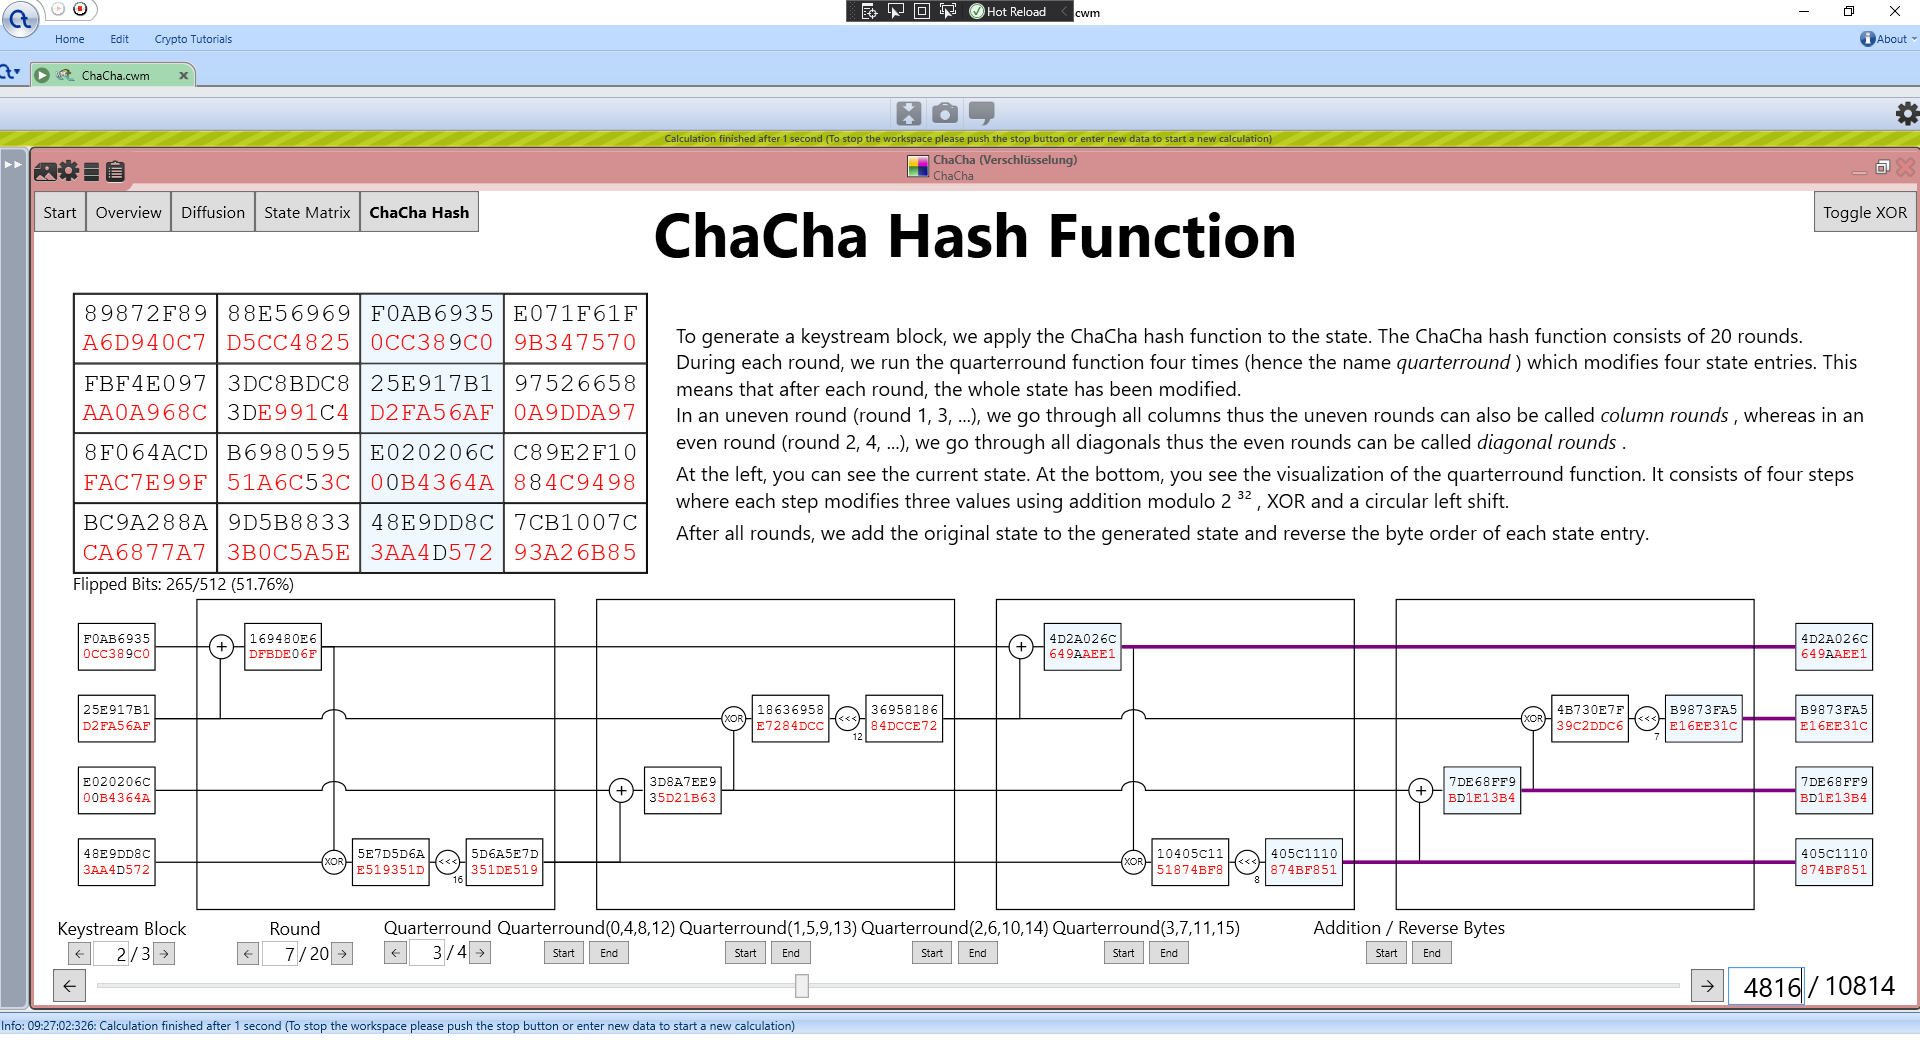 Hot Reload
cwm
Home Edit Crypto Tutorials
About
ChaCha.cwm
Calculation finished after 1 second (To stop the workspace please push the stop button or enter new data to start a new calculation)
ChaCha (Verschlüsselung)
ChaCha
Start Overview Diffusion State Matrix ChaCha Hash
Toggle XOR
ChaCha Hash Function
89872F89 88E56969 F0AB6935 E071F61F
A6D940C7 D5CC4825 0CC389C0 9B347570
FBF4E097 3DC8BDC8 25E917B1 97526658
AA0A968C 3DE991C4 D2FA56AF 0A9DDA97
8F064ACD B6980595 E020206C C89E2F10
FAC7E99F 51A6C53C 00B4364A 884C9498
BC9A288A 9D5B8833 48E9DD8C 7CB1007C
CA6877A7 3B0C5A5E 3AA4D572 93A26B85
Flipped Bits: 265/512 (51.76%)
To generate a keystream block, we apply the ChaCha hash function to the state. The ChaCha hash function consists of 20 rounds.
During each round, we run the quarterround function four times (hence the name quarterround ) which modifies four state entries. This
means that after each round, the whole state has been modified.
In an uneven round (round 1, 3, ...), we go through all columns thus the uneven rounds can also be called column rounds , whereas in an
even round (round 2, 4, ...), we go through all diagonals thus the even rounds can be called diagonal rounds .
At the left, you can see the current state. At the bottom, you see the visualization of the quarterround function. It consists of four steps
where each step modifies three values using addition modulo 2 ³² , XOR and a circular left shift.
After all rounds, we add the original state to the generated state and reverse the byte order of each state entry.
F0AB6935 + 169480E6 + 4D2A026C 4D2A026C
0CC389C0 DFBDE06F 649AAEE1 649AAEE1
25E917B1 XOR 18636958 <<< 36958186 XOR 4B730E7F <<< B9873FA5 B9873FA5
D2FA56AF E7284DCC 12 84DCCE72 39C2DDC6 7 E16EE31C E16EE31C
E020206C + 3D8A7EE9 + 7DE68FF9 7DE68FF9
00B4364A 35D21B63 BD1E13B4 BD1E13B4
48E9DD8C XOR 5E7D5D6A <<< 5D6A5E7D XOR 10405C11 <<< 405C1110 405C1110
3AA4D572 E519351D 16 351DE519 51874BF8 8 874BF851 874BF851
Keystream Block Round Quarterround Quarterround(0,4,8,12) Quarterround(1,5,9,13) Quarterround(2,6,10,14) Quarterround(3,7,11,15) Addition / Reverse Bytes
2 / 3 7 / 20 3 / 4 Start End Start End Start End Start End Start End
4816 / 10814
Info: 09:27:02:326: Calculation finished after 1 second (To stop the workspace please push the stop button or enter new data to start a new calculation)